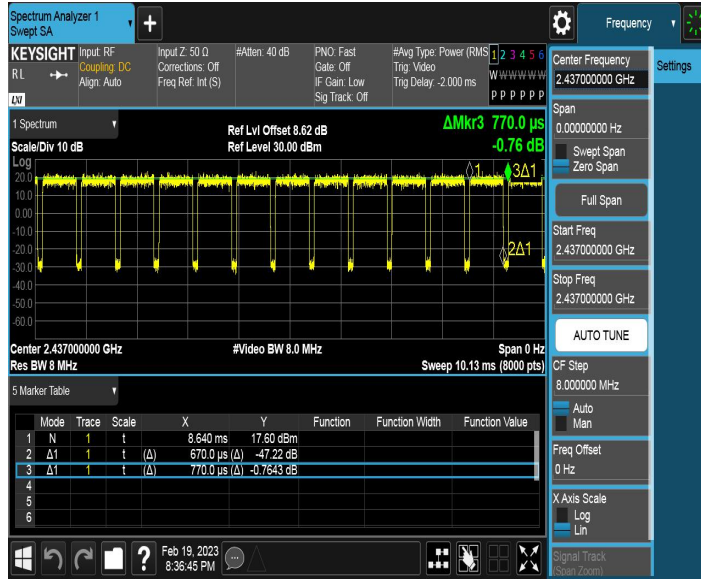 Spectrum Analyzer 1
Swept SA
Frequency
KEYSIGHT
RL
LXI
Input: RF
Coupling: DC
Align: Auto
Input Z: 50 Ω
Corrections: Off
Freq Ref: Int (S)
#Atten: 40 dB
PNO: Fast
Gate: Off
IF Gain: Low
Sig Track: Off
#Avg Type: Power (RMS
Trig: Video
Trig Delay: -2.000 ms
1 2 3 4 5 6
W W W W W W
P P P P P P
1 Spectrum
Scale/Div 10 dB
Ref Lvl Offset 8.62 dB
Ref Level 30.00 dBm
ΔMkr3 770.0 µs
-0.76 dB
Log
20.0
10.0
0.00
-10.0
-20.0
-30.0
-40.0
-50.0
-60.0
1
3Δ1
2Δ1
Center 2.437000000 GHz
#Video BW 8.0 MHz
Span 0 Hz
Res BW 8 MHz
Sweep 10.13 ms (8000 pts)
5 Marker Table
Mode Trace Scale X Y Function Function Width Function Value
1 N 1 t 8.640 ms 17.60 dBm
2 Δ1 1 t (Δ) 670.0 µs (Δ) -47.22 dB
3 Δ1 1 t (Δ) 770.0 µs (Δ) -0.7643 dB
4
5
6
Center Frequency
2.437000000 GHz
Settings
Span
0.00000000 Hz
Swept Span
Zero Span
Full Span
Start Freq
2.437000000 GHz
Stop Freq
2.437000000 GHz
AUTO TUNE
CF Step
8.000000 MHz
Auto
Man
Freq Offset
0 Hz
X Axis Scale
Log
Lin
Signal Track
(Span Zoom)
?
Feb 19, 2023
8:36:45 PM